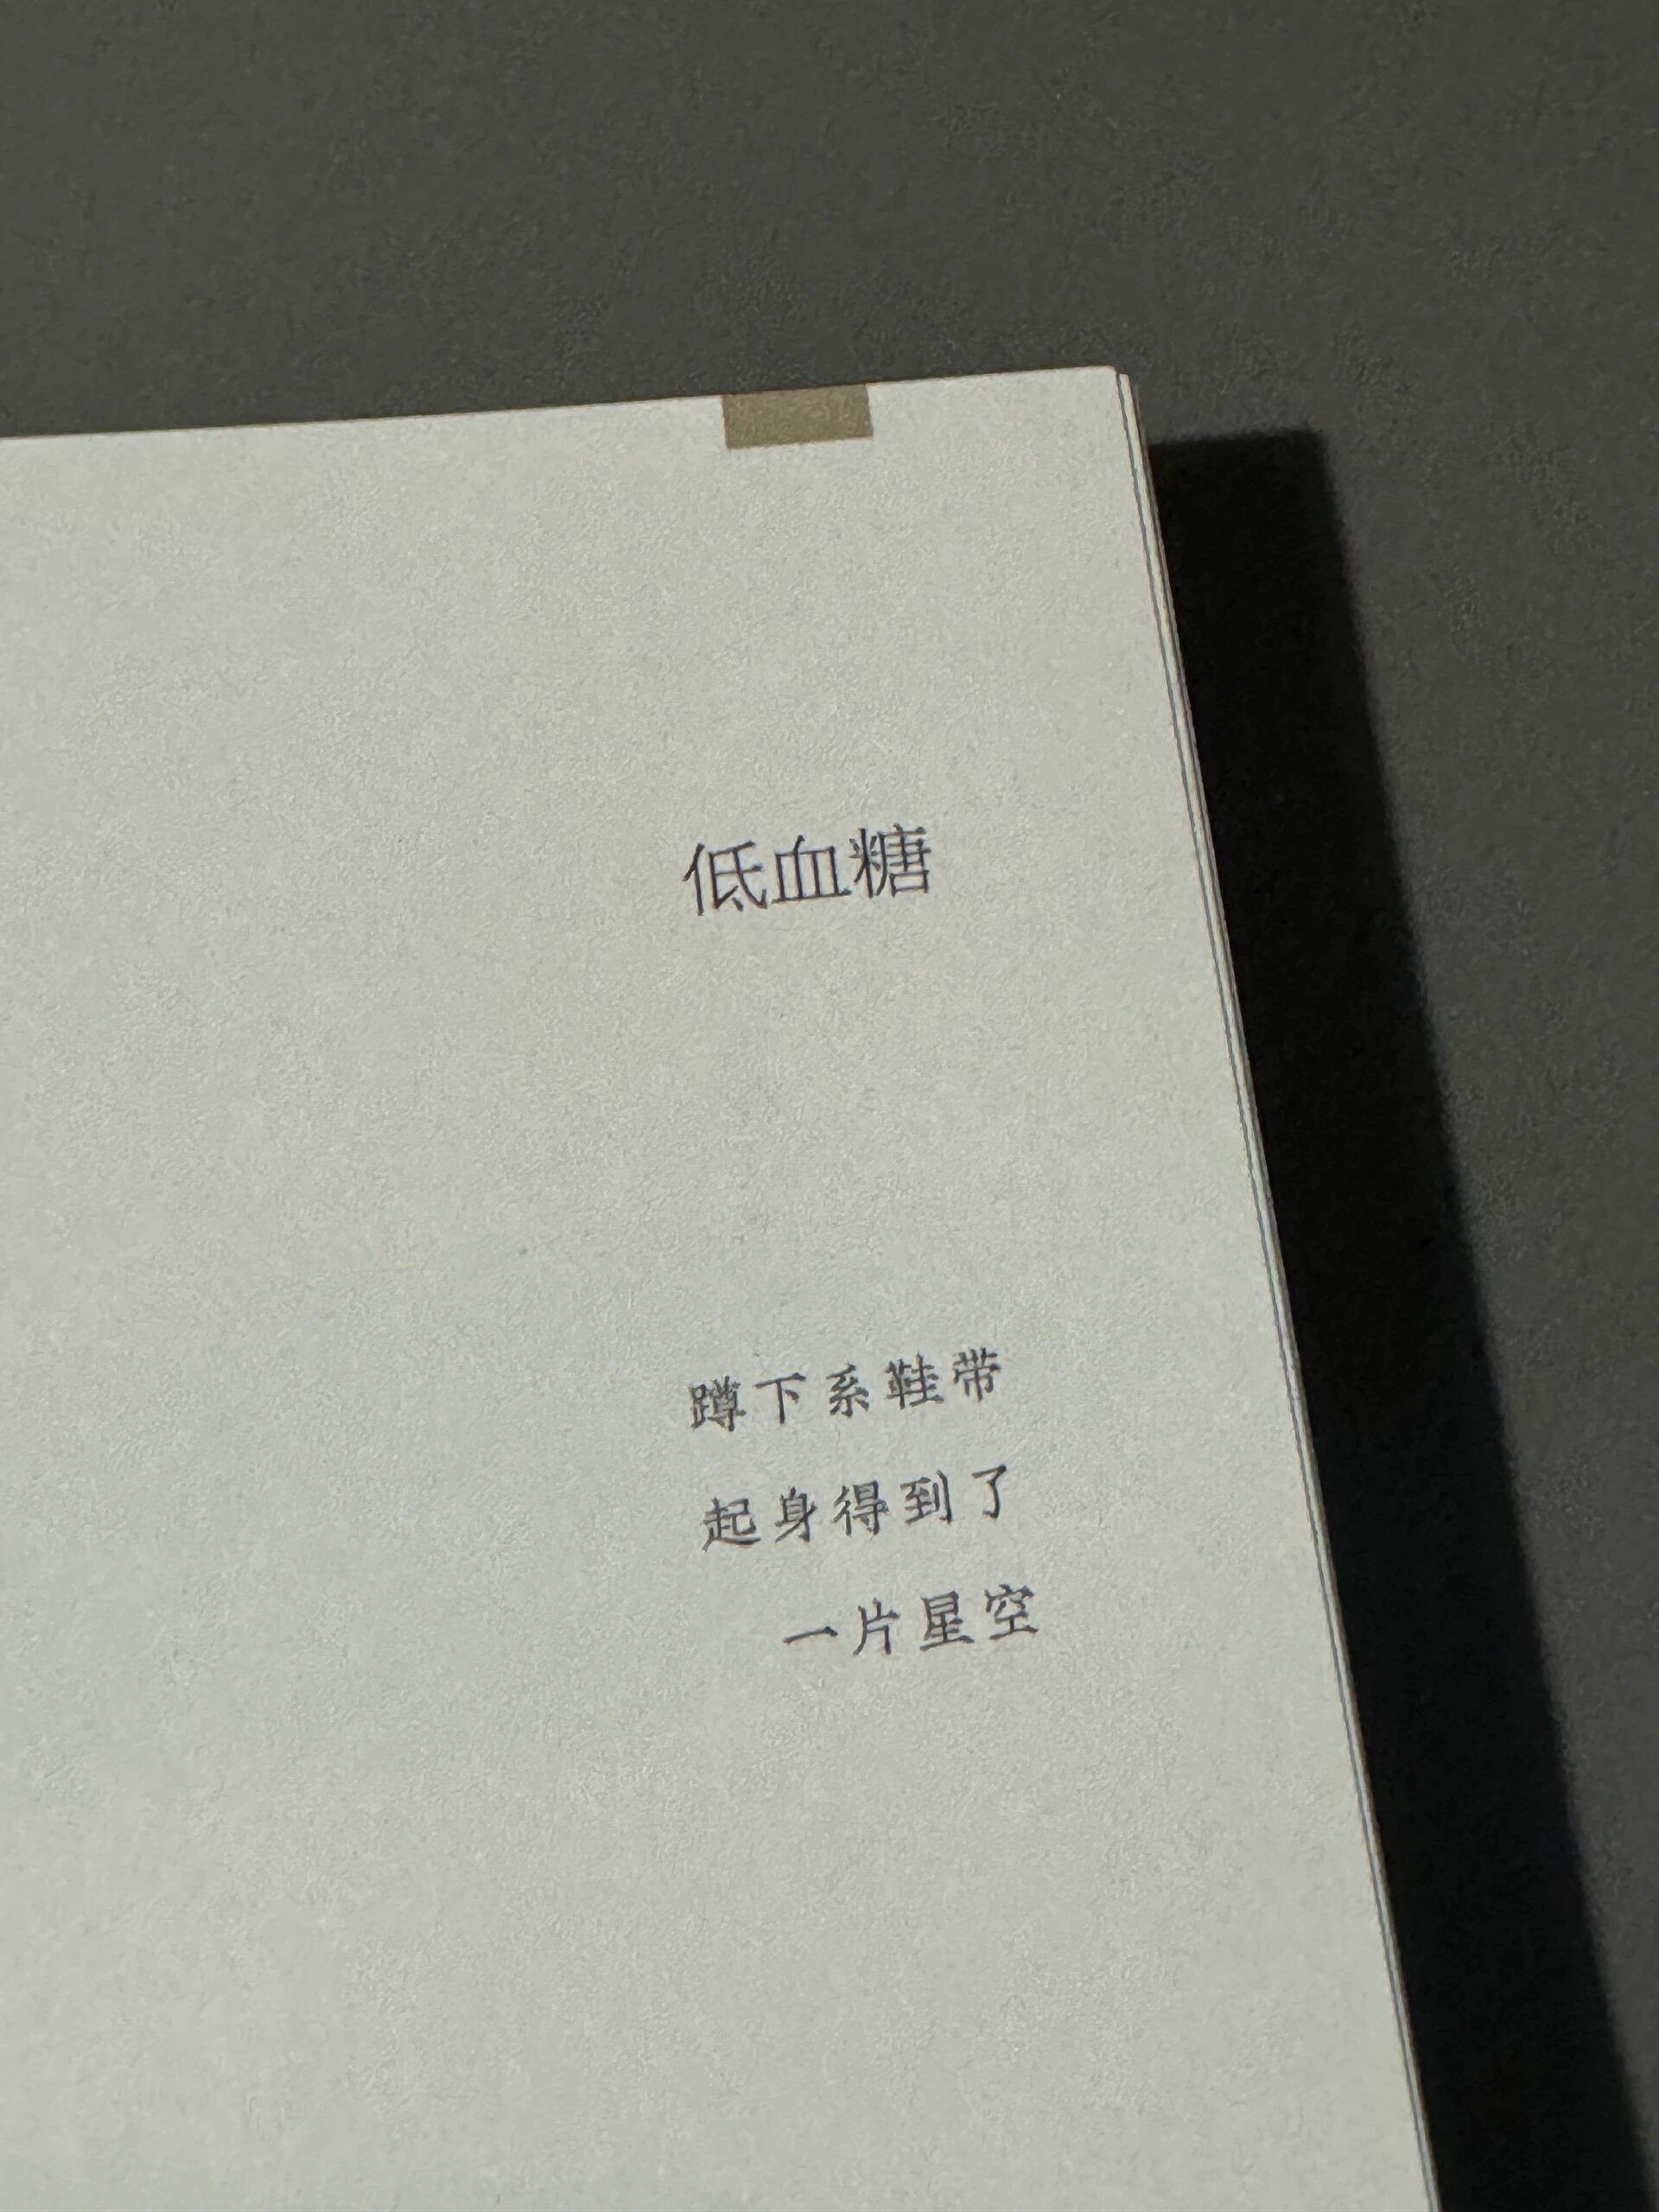 低血糖
蹲下系鞋带
起身得到了
一片星空